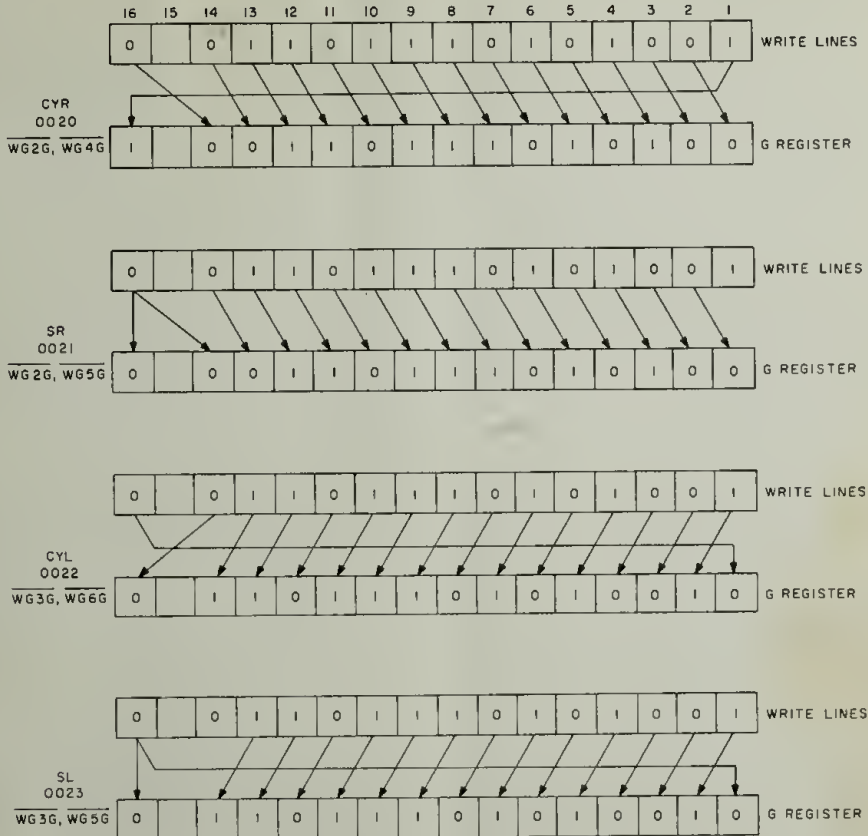 16 15 14 13 12 11 10 9 8 7 6 5 4 3 2 1
0 0 1 1 0 1 1 1 0 1 0 1 0 0 1 WRITE LINES
CYR
0020
WG2G, WG4G
1 0 0 1 1 0 1 1 1 0 1 0 1 0 0 G REGISTER
0 0 1 1 0 1 1 1 0 1 0 1 0 0 1 WRITE LINES
SR
0021
WG2G, WG5G
0 0 0 1 1 0 1 1 1 0 1 0 1 0 0 G REGISTER
0 0 1 1 0 1 1 1 0 1 0 1 0 0 1 WRITE LINES
CYL
0022
WG3G, WG6G
0 1 1 0 1 1 1 0 1 0 1 0 0 1 0 G REGISTER
0 0 1 1 0 1 1 1 0 1 0 1 0 0 1 WRITE LINES
SL
0023
WG3G, WG5G
0 1 1 0 1 1 1 0 1 0 1 0 0 1 0 G REGISTER